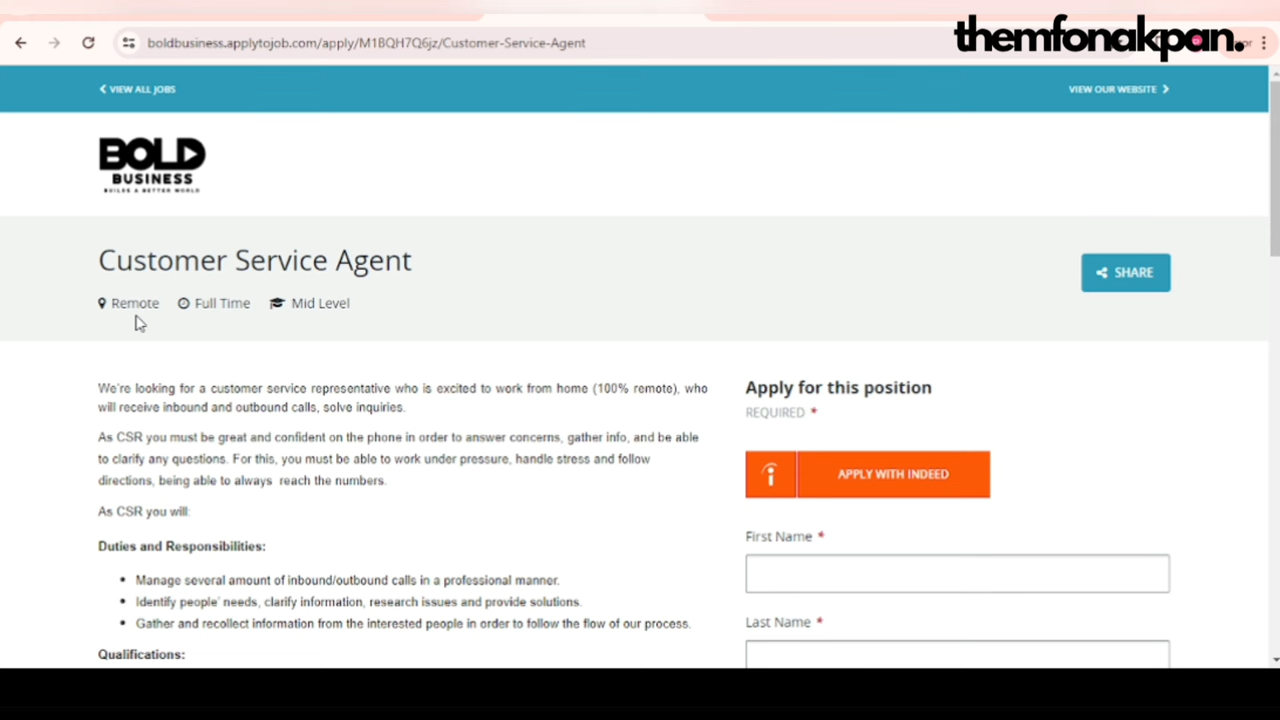 themfonakpan.
boldbusiness.applytojob.com/apply/M1BQH7Q6jz/Customer-Service-Agent
VIEW ALL JOBS
VIEW OUR WEBSITE
BOLD
BUSINESS
BUILDS A BETTER WORLD
Customer Service Agent
Remote Full Time Mid Level
SHARE
We're looking for a customer service representative who is excited to work from home (100% remote), who
will receive inbound and outbound calls, solve inquiries.
As CSR you must be great and confident on the phone in order to answer concerns, gather info, and be able
to clarify any questions. For this, you must be able to work under pressure, handle stress and follow
directions, being able to always reach the numbers.
As CSR you will:
Duties and Responsibilities:
• Manage several amount of inbound/outbound calls in a professional manner.
• Identify people' needs, clarify information, research issues and provide solutions.
• Gather and recollect information from the interested people in order to follow the flow of our process.
Qualifications:
Apply for this position
REQUIRED *
APPLY WITH INDEED
First Name *
Last Name *